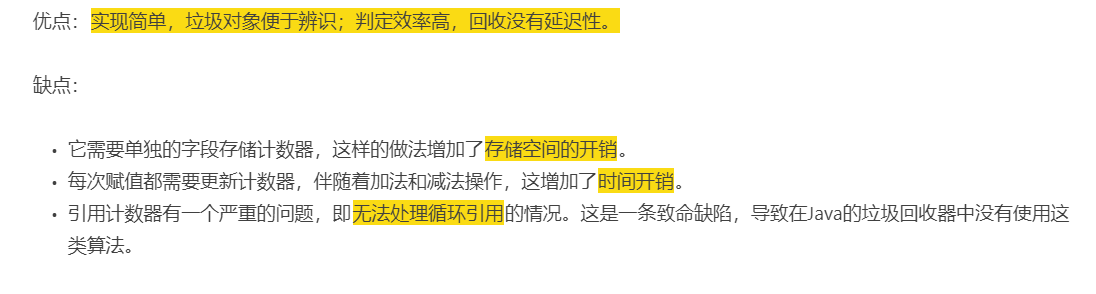 优点：实现简单，垃圾对象便于辨识；判定效率高，回收没有延迟性。
缺点：
• 它需要单独的字段存储计数器，这样的做法增加了存储空间的开销。
• 每次赋值都需要更新计数器，伴随着加法和减法操作，这增加了时间开销。
• 引用计数器有一个严重的问题，即无法处理循环引用的情况。这是一条致命缺陷，导致在Java的垃圾回收器中没有使用这
类算法。